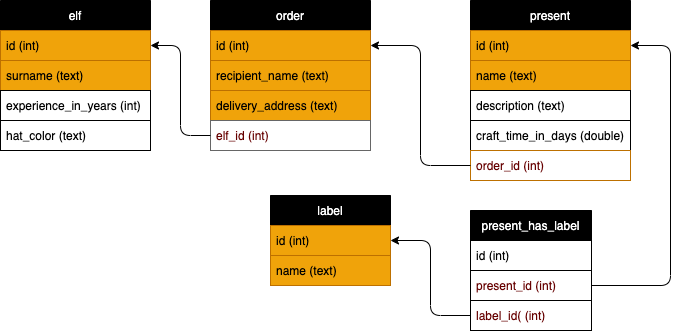 elf
id (int)
surname (text)
experience_in_years (int)
hat_color (text)
order
id (int)
recipient_name (text)
delivery_address (text)
elf_id (int)
present
id (int)
name (text)
description (text)
craft_time_in_days (double)
order_id (int)
label
id (int)
name (text)
present_has_label
id (int)
present_id (int)
label_id( (int)